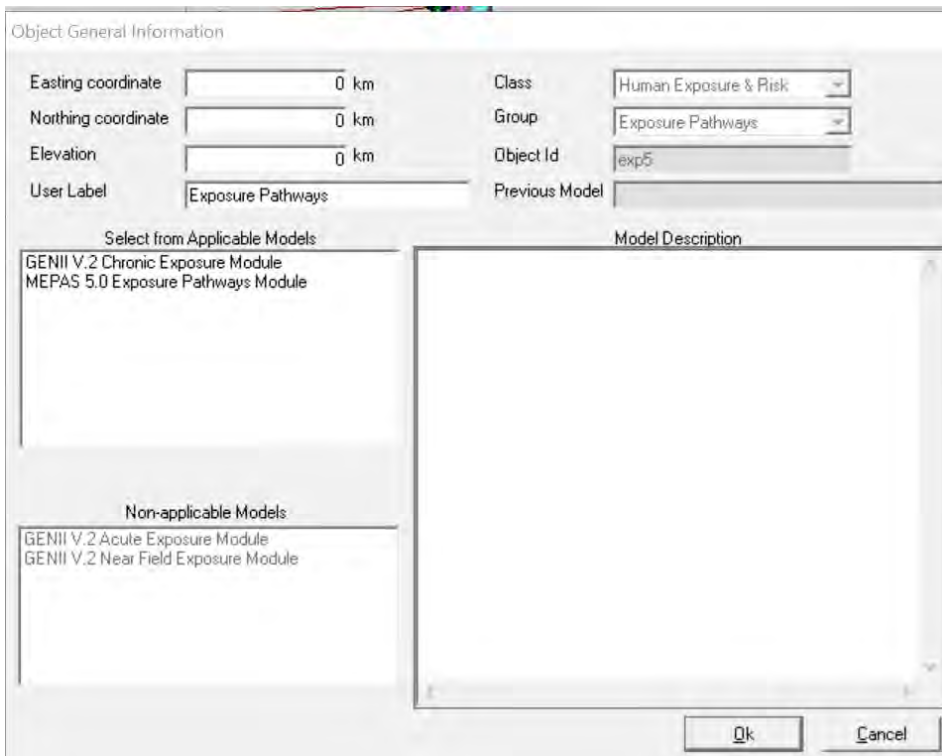 Object General Information
Easting coordinate 0 km Class Human Exposure & Risk
Northing coordinate 0 km Group Exposure Pathways
Elevation 0 km Object Id exp5
User Label Exposure Pathways Previous Model
Select from Applicable Models Model Description
GENII V.2 Chronic Exposure Module
MEPAS 5.0 Exposure Pathways Module
Non-applicable Models
GENII V.2 Acute Exposure Module
GENII V.2 Near Field Exposure Module
Ok Cancel